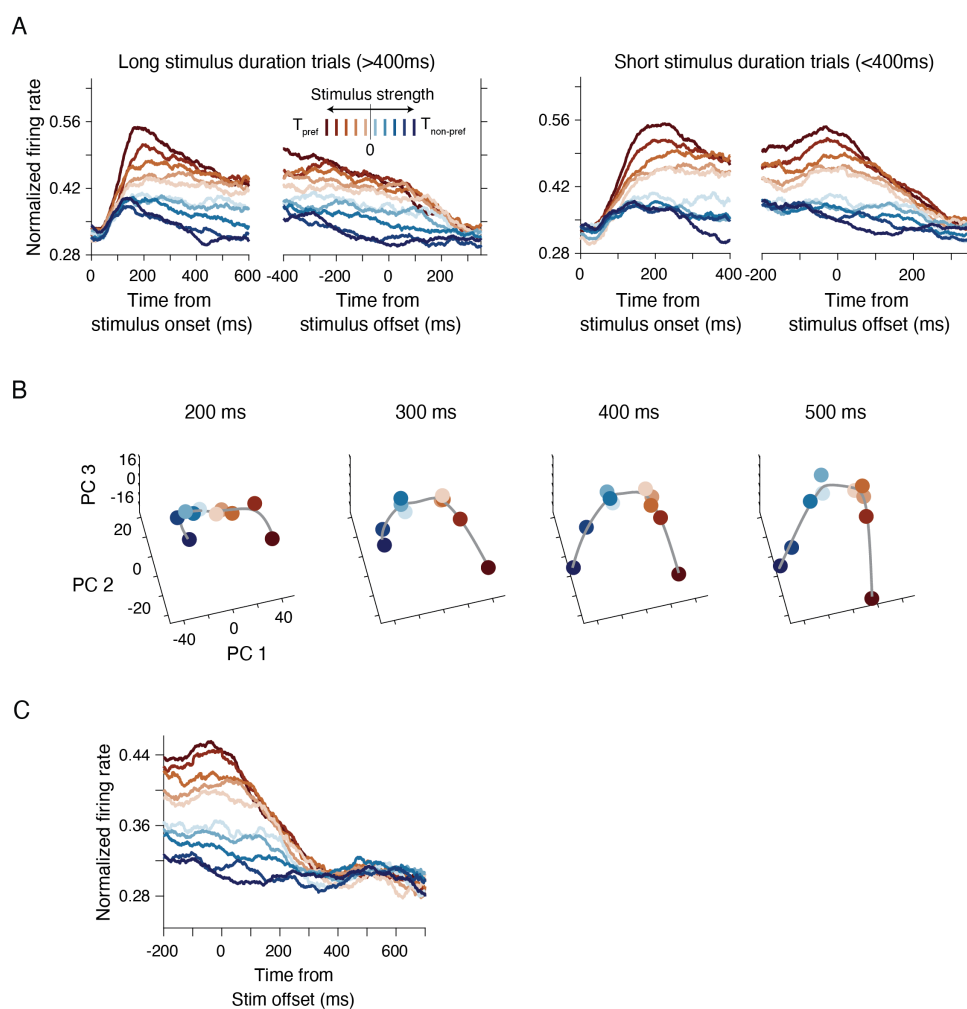 A
Long stimulus duration trials (>400ms)
Short stimulus duration trials (<400ms)
Normalized firing rate
0.56
0.42
0.28
Stimulus strength
T pref
T non-pref
0
0 200 400 600
-400 -200 0 200
Time from
stimulus onset (ms)
Time from
stimulus offset (ms)
0.56
0.42
0.28
0 200 400
-200 0 200
Time from
stimulus onset (ms)
Time from
stimulus offset (ms)
B
200 ms
300 ms
400 ms
500 ms
PC 3
16
0
-16
20
0
-20
PC 2
-40 0 40
PC 1
C
Normalized firing rate
0.44
0.36
0.28
-200 0 200 400 600
Time from
Stim offset (ms)